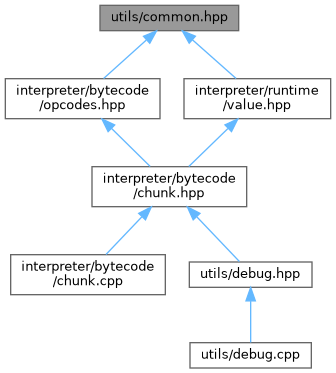 utils/common.hpp
interpreter/bytecode
/opcodes.hpp
interpreter/runtime
/value.hpp
interpreter/bytecode
/chunk.hpp
interpreter/bytecode
/chunk.cpp
utils/debug.hpp
utils/debug.cpp